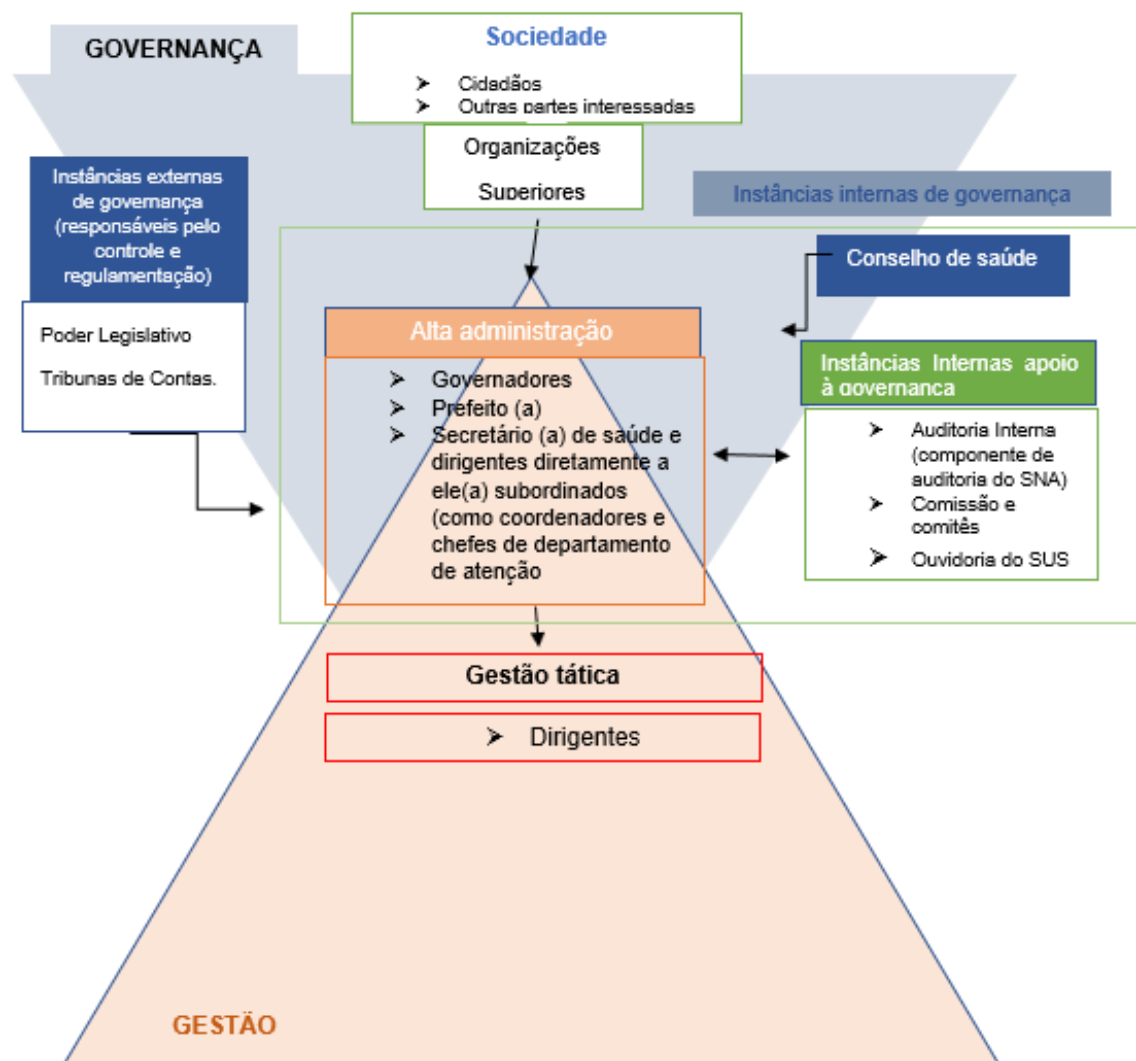 GOVERNANÇA
Sociedade
➤ Cidadãos
➤ Outras partes interessadas
Organizações
Superiores
Instâncias externas
de governança
(responsáveis pelo
controle e
regulamentação)
Poder Legislativo
Tribunas de Contas.
Instâncias internas de governança
Conselho de saúde
Alta administração
➤ Governadores
➤ Prefeito (a)
➤ Secretário (a) de saúde e
dirigentes diretamente a
ele(a) subordinados
(como coordenadores e
chefes de departamento
de atenção
Instâncias Internas apoio
à governança
➤ Auditoria Interna
(componente de
auditoria do SNA)
➤ Comissão e
comitês
➤ Ouvidoria do SUS
Gestão tática
➤ Dirigentes
GESTÃO